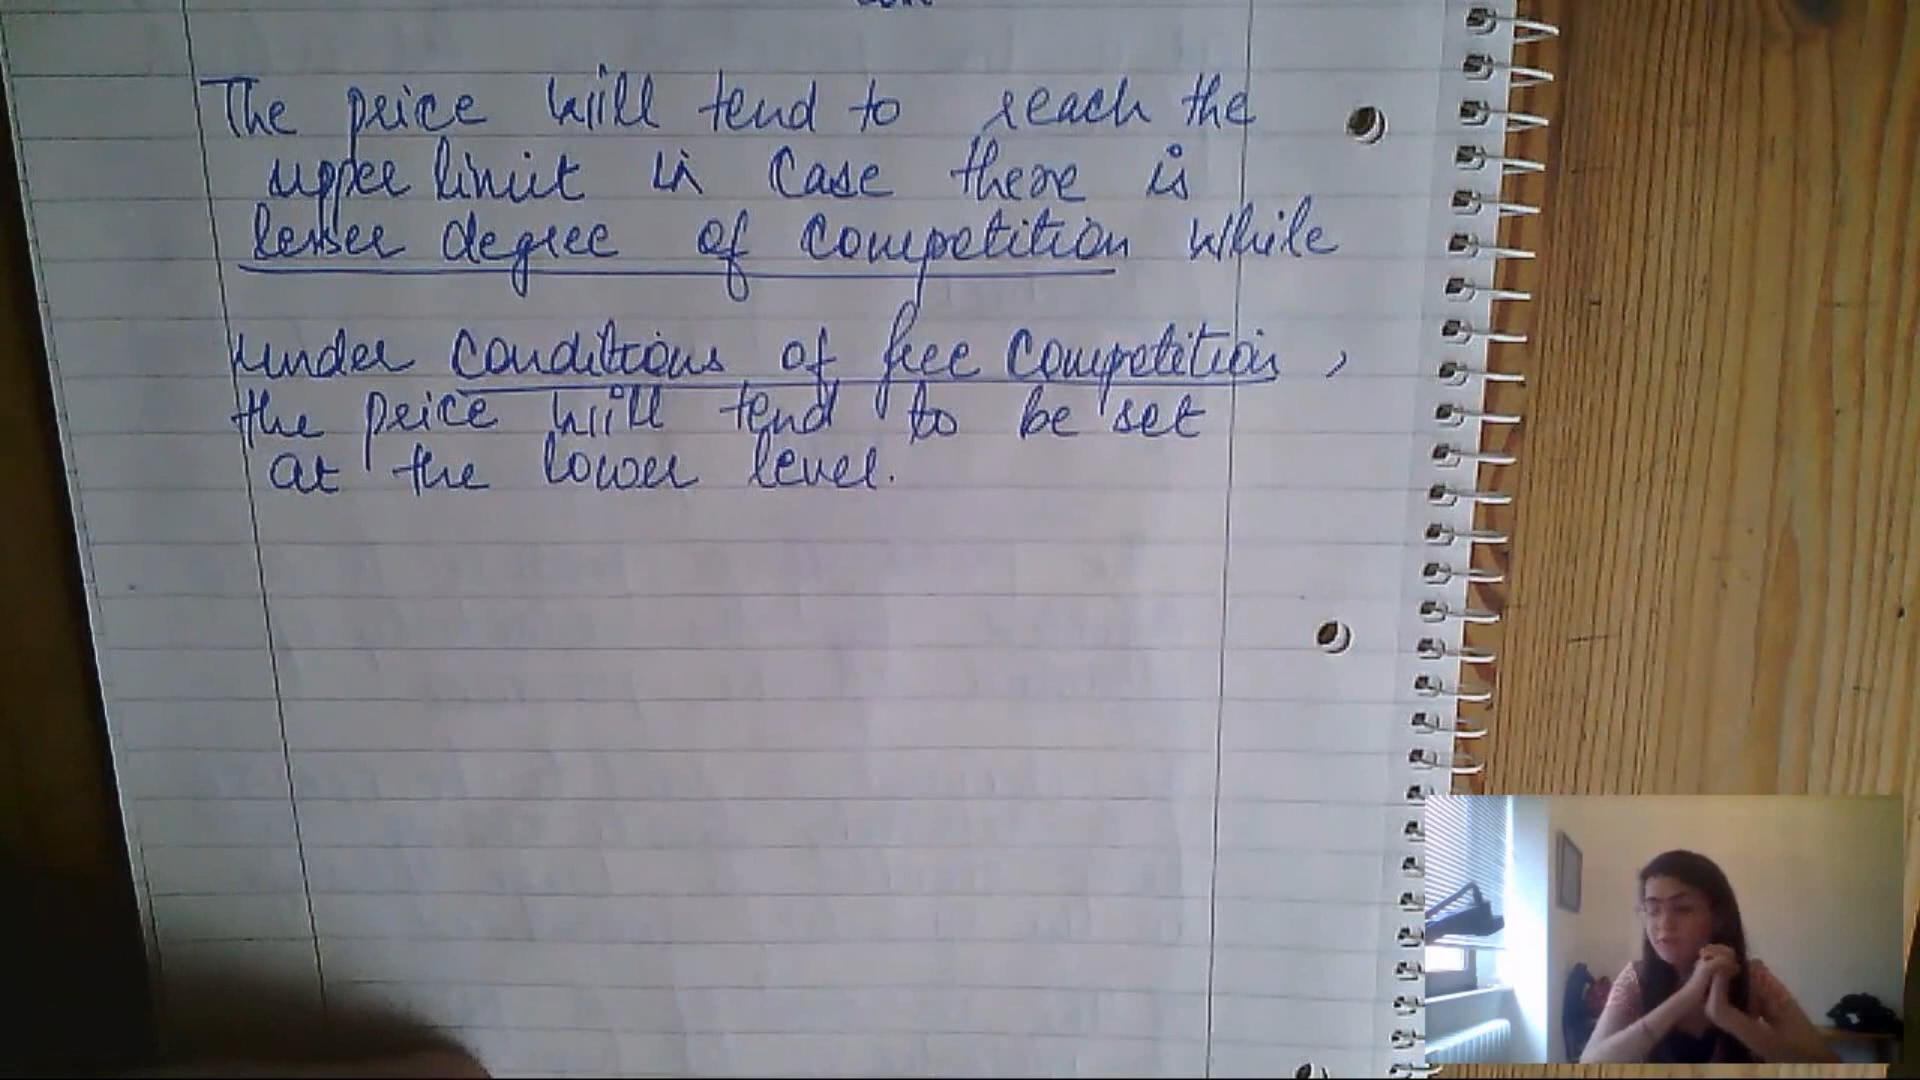 The price will tend to reach the
upper limit in case there is
lesser degree of competition while
under conditions of free competition,
the price will tend to be set
at the lower level.